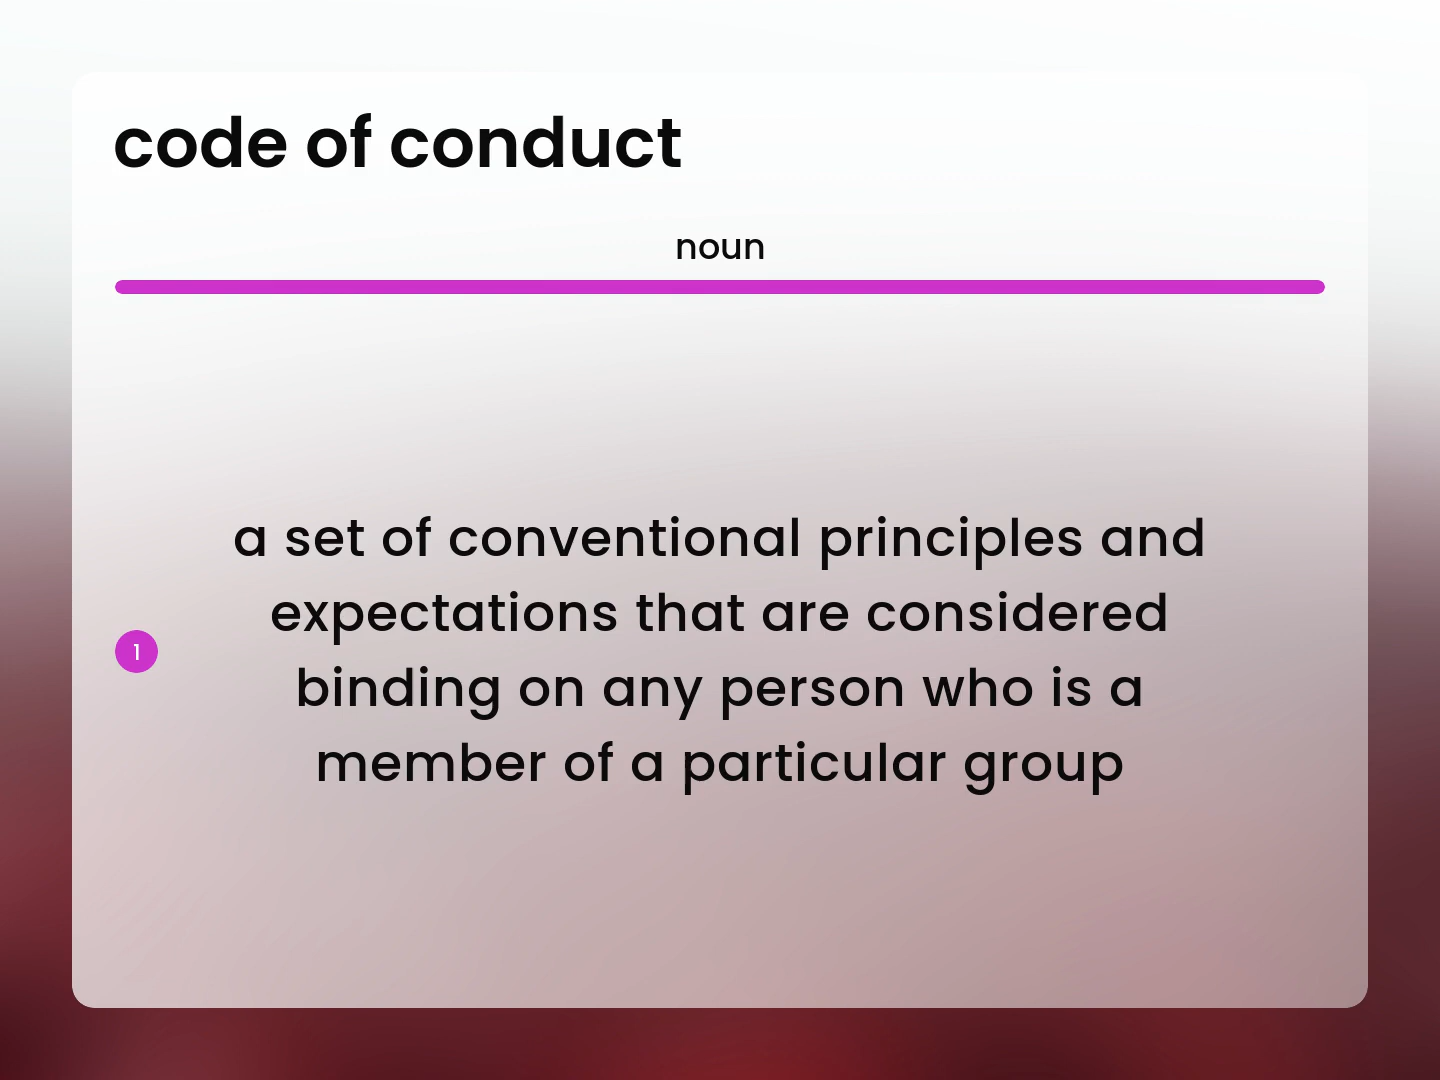 code of conduct
noun
a set of conventional principles and
expectations that are considered
1
binding on any person who is a
member of a particular group